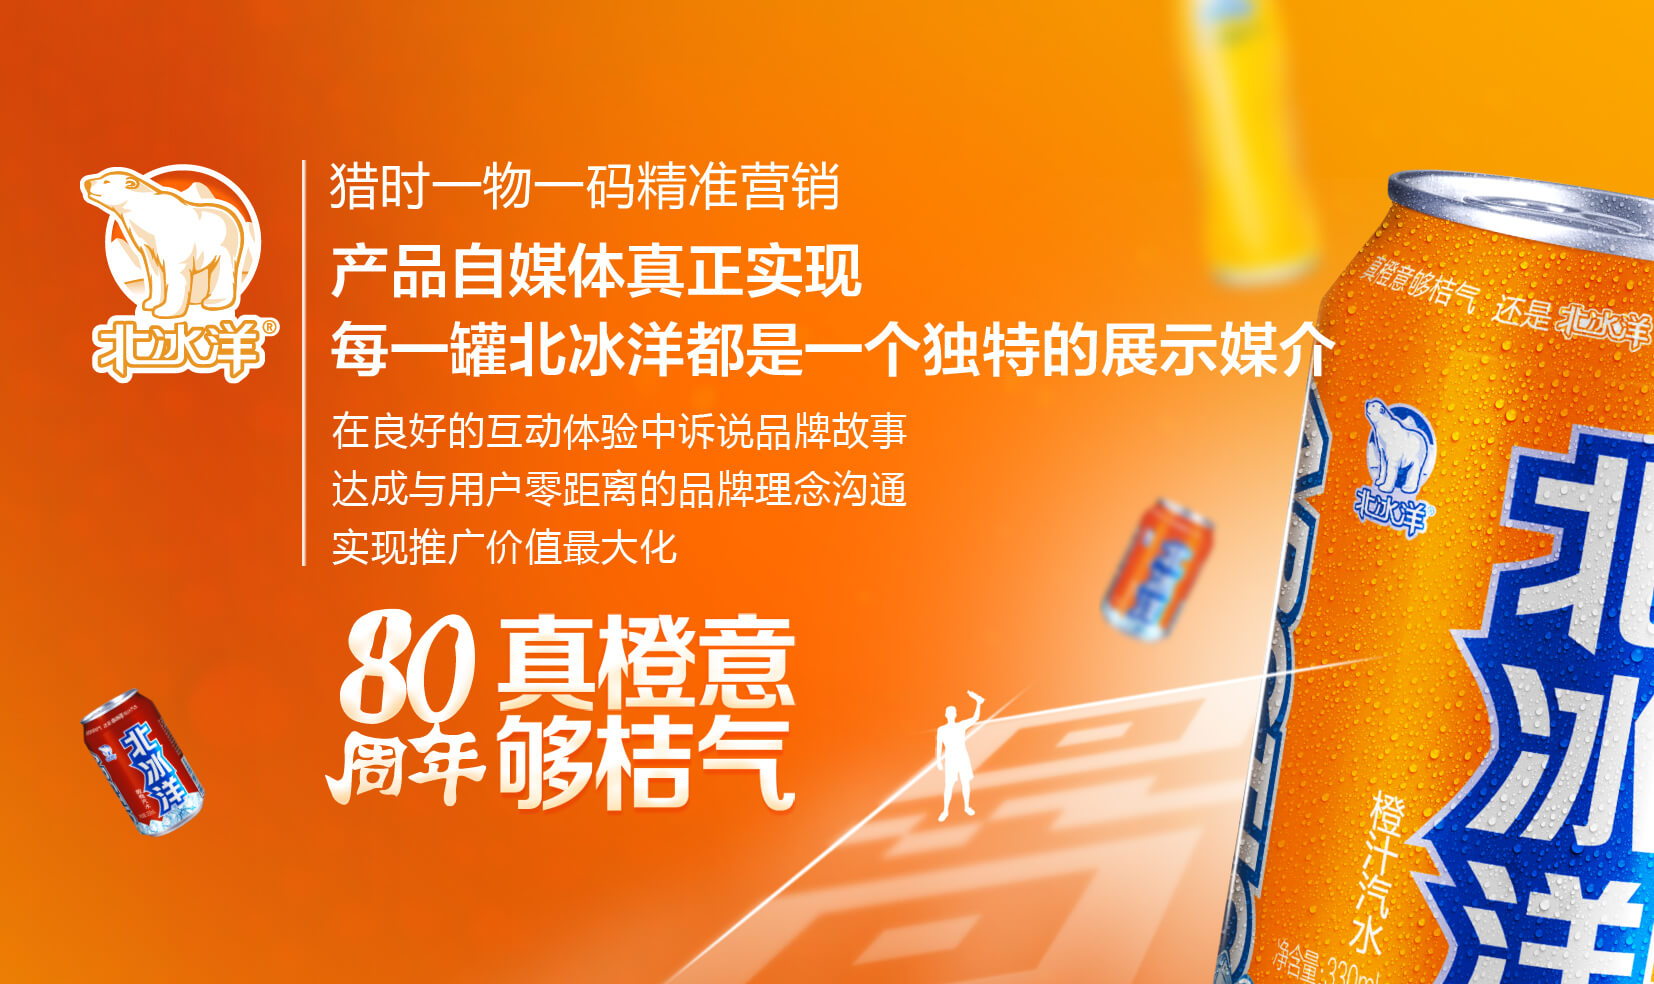 猎时一物一码精准营销
产品自媒体真正实现
每一罐北冰洋都是一个独特的展示媒介
在良好的互动体验中诉说品牌故事
达成与用户零距离的品牌理念沟通
实现推广价值最大化
北冰洋®
80周年
真橙意
够桔气
北冰洋
真橙意够桔气 还是 北冰洋
北冰洋
北冰洋
橙汁汽水
净含量:330ml